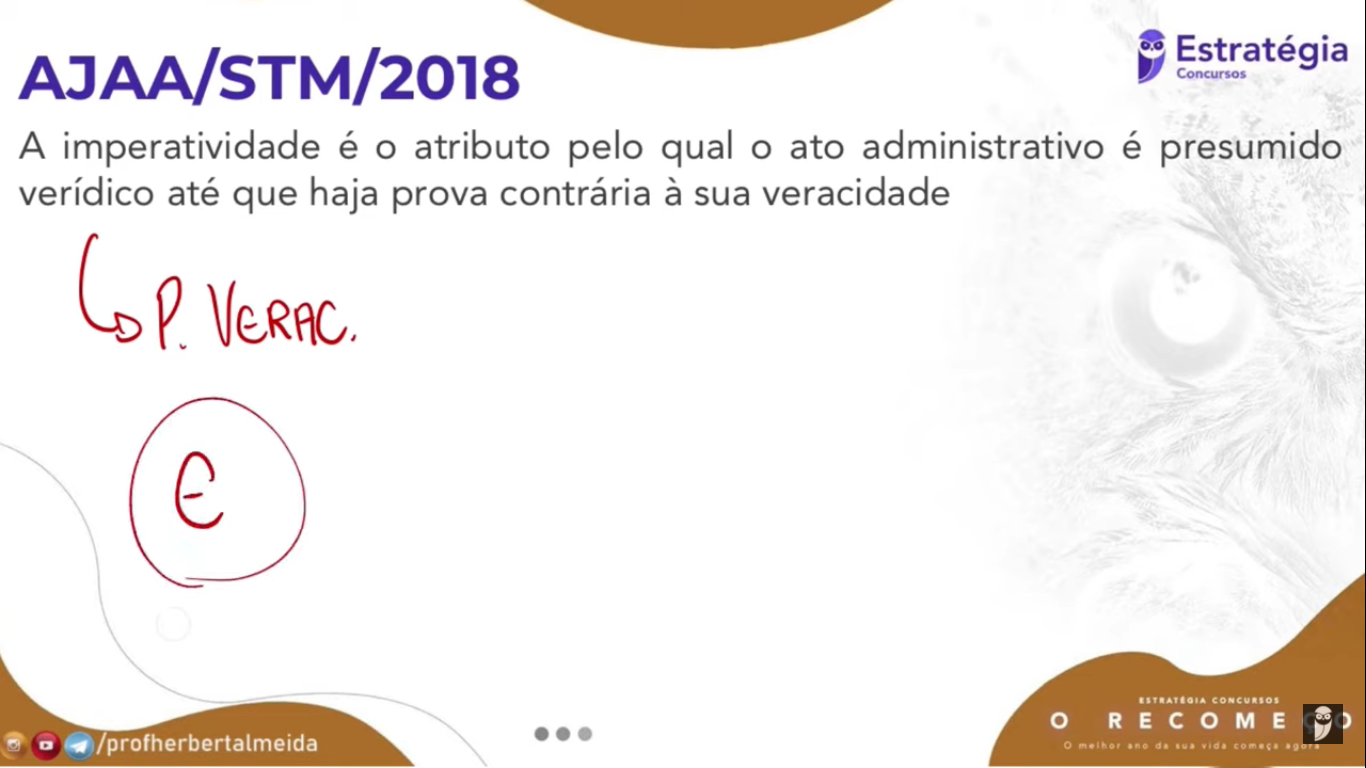 AJAA/STM/2018
Estratégia
Concursos
A imperatividade é o atributo pelo qual o ato administrativo é presumido
verídico até que haja prova contrária à sua veracidade
P. VERAC.
E
/profherbertalmeida
ESTRATÉGIA CONCURSOS
O RECOMEÇO
O melhor ano da sua vida começa agora